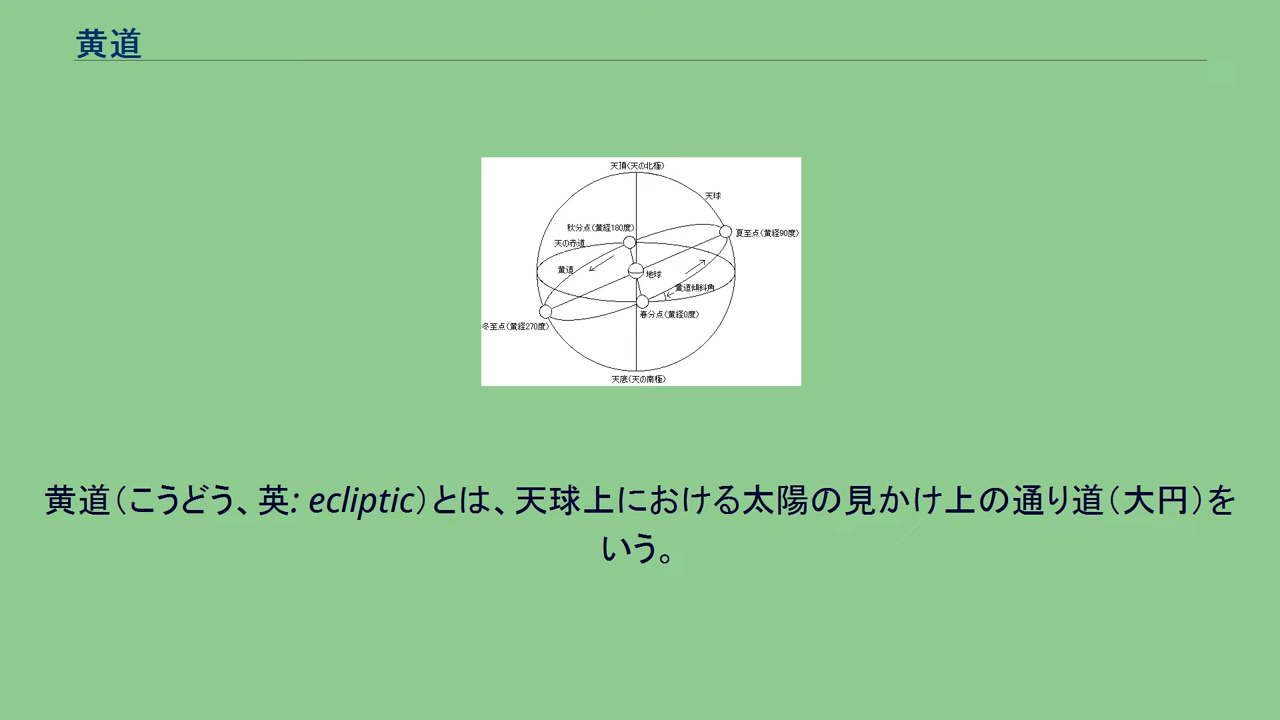 黄道
天頂(天の北極)
天球
秋分点(黄経180度)
夏至点(黄経90度)
天の赤道
黄道
地球
黄道傾斜角
春分点(黄経0度)
冬至点(黄経270度)
天底(天の南極)
黄道（こうどう、英: ecliptic）とは、天球上における太陽の見かけ上の通り道（大円）を
いう。